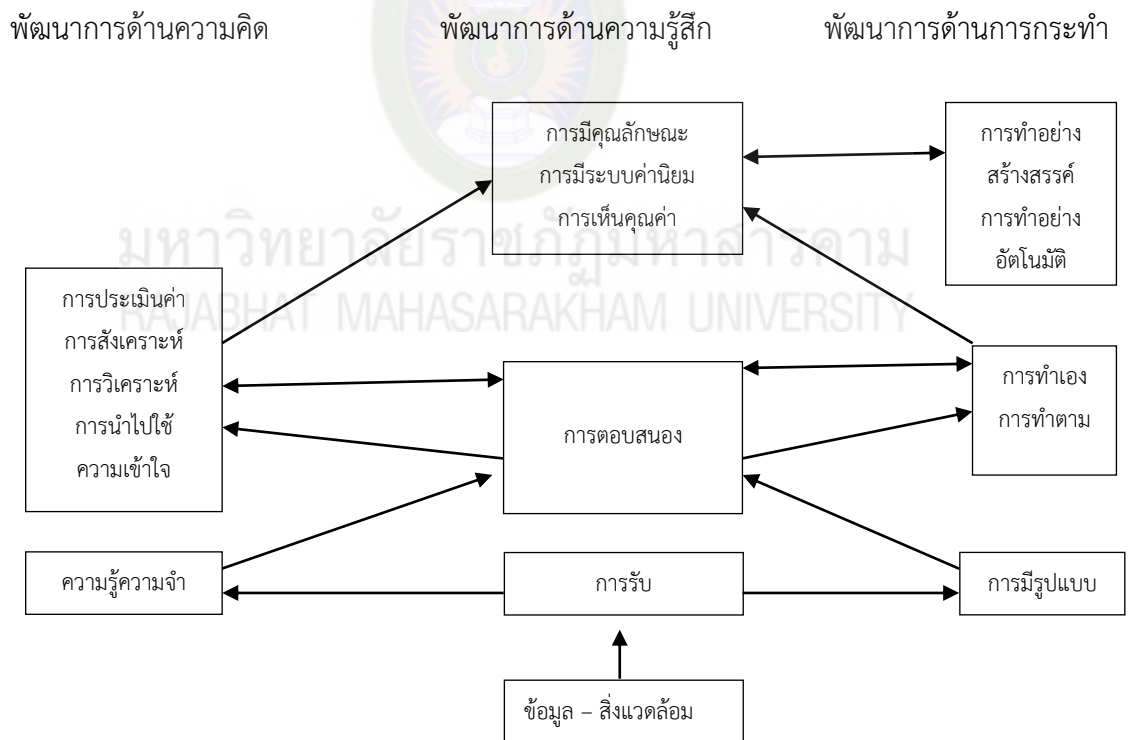 พัฒนาการด้านความคิด พัฒนาการด้านความรู้สึก พัฒนาการด้านการกระทำ
การมีคุณลักษณะ
การมีระบบค่านิยม
การเห็นคุณค่า
การทำอย่าง
สร้างสรรค์
การทำอย่าง
อัตโนมัติ
มหาวิทยาลัยราชภัฏมหาสารคาม
RAJABHAT MAHASARAKHAM UNIVERSITY
การประเมินค่า
การสังเคราะห์
การวิเคราะห์
การนำไปใช้
ความเข้าใจ
การตอบสนอง
การทำเอง
การทำตาม
ความรู้ความจำ
การรับ
การมีรูปแบบ
ข้อมูล – สิ่งแวดล้อม